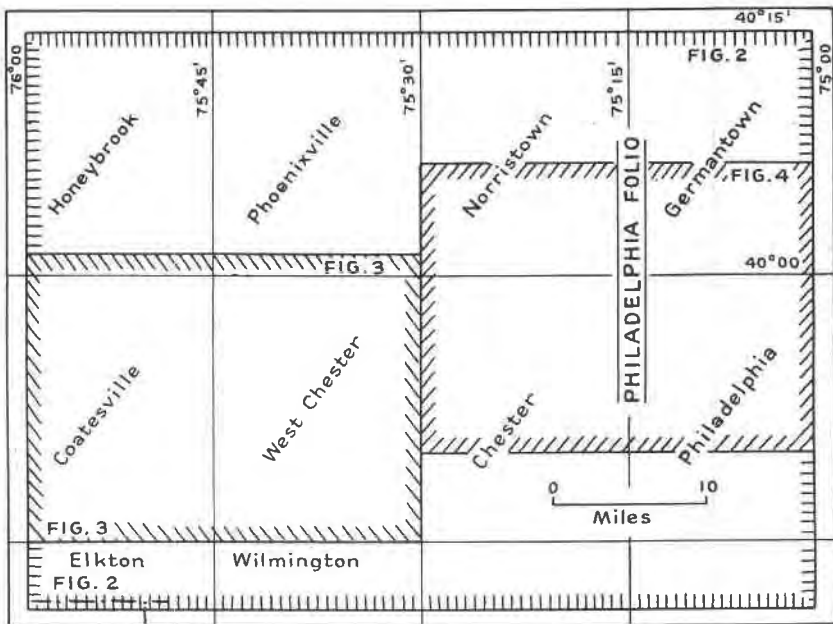 40°15'
76°00
75°45'
75°30'
75°15'
75°00
FIG. 2
Honeybrook
Phoenixville
Norristown
Germantown
FIG. 4
PHILADELPHIA FOLIO
FIG. 3
40°00
Coatesville
West Chester
Chester
Philadelphia
0 10
Miles
FIG. 3
Elkton Wilmington
FIG. 2